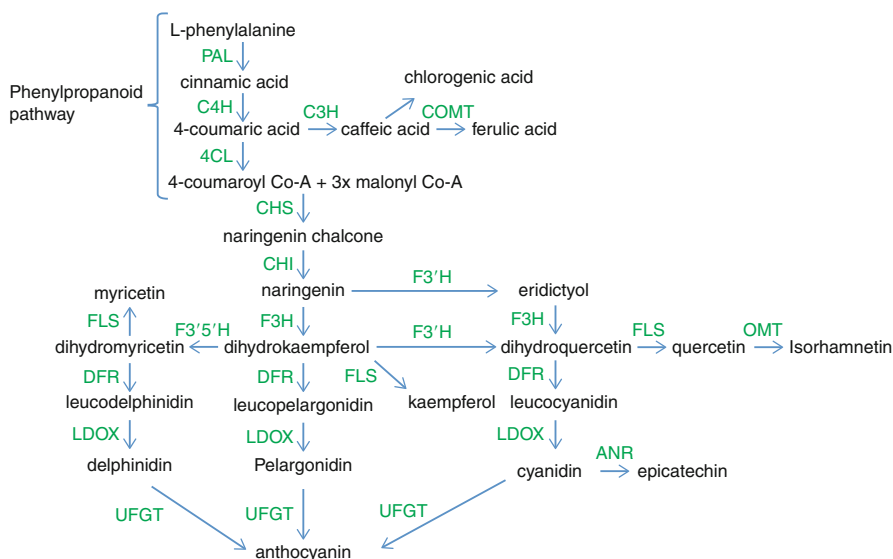 L-phenylalanine
PAL
Phenylpropanoid
pathway
cinnamic acid
chlorogenic acid
C4H
C3H
COMT
4-coumaric acid
caffeic acid
ferulic acid
4CL
4-coumaroyl Co-A + 3x malonyl Co-A
CHS
naringenin chalcone
CHI
F3′H
myricetin
naringenin
eridictyol
FLS
F3′5′H
F3H
F3′H
F3H
FLS
OMT
dihydromyricetin
dihydrokaempferol
dihydroquercetin
quercetin
Isorhamnetin
DFR
DFR
FLS
DFR
leucodelphinidin
leucopelargonidin
kaempferol
leucocyanidin
LDOX
LDOX
LDOX
ANR
delphinidin
Pelargonidin
cyanidin
epicatechin
UFGT
UFGT
UFGT
anthocyanin